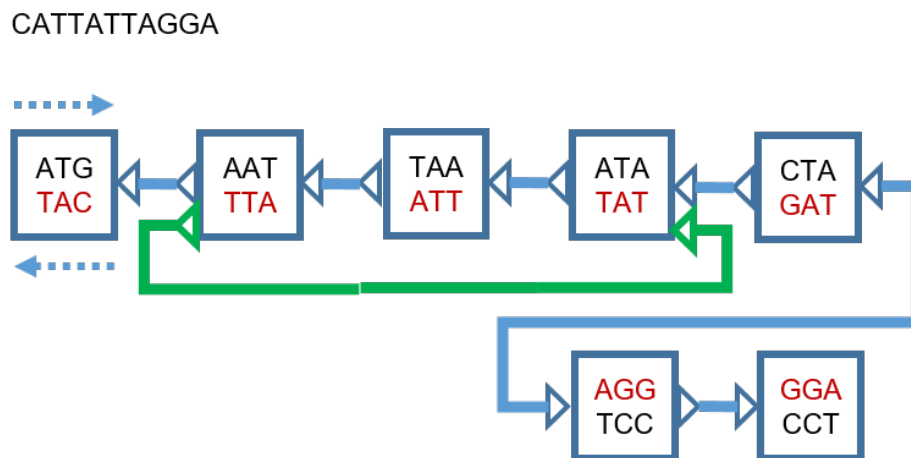 CATTATTAGGA
ATG
TAC
AAT
TTA
TAA
ATT
ATA
TAT
CTA
GAT
AGG
TCC
GGA
CCT